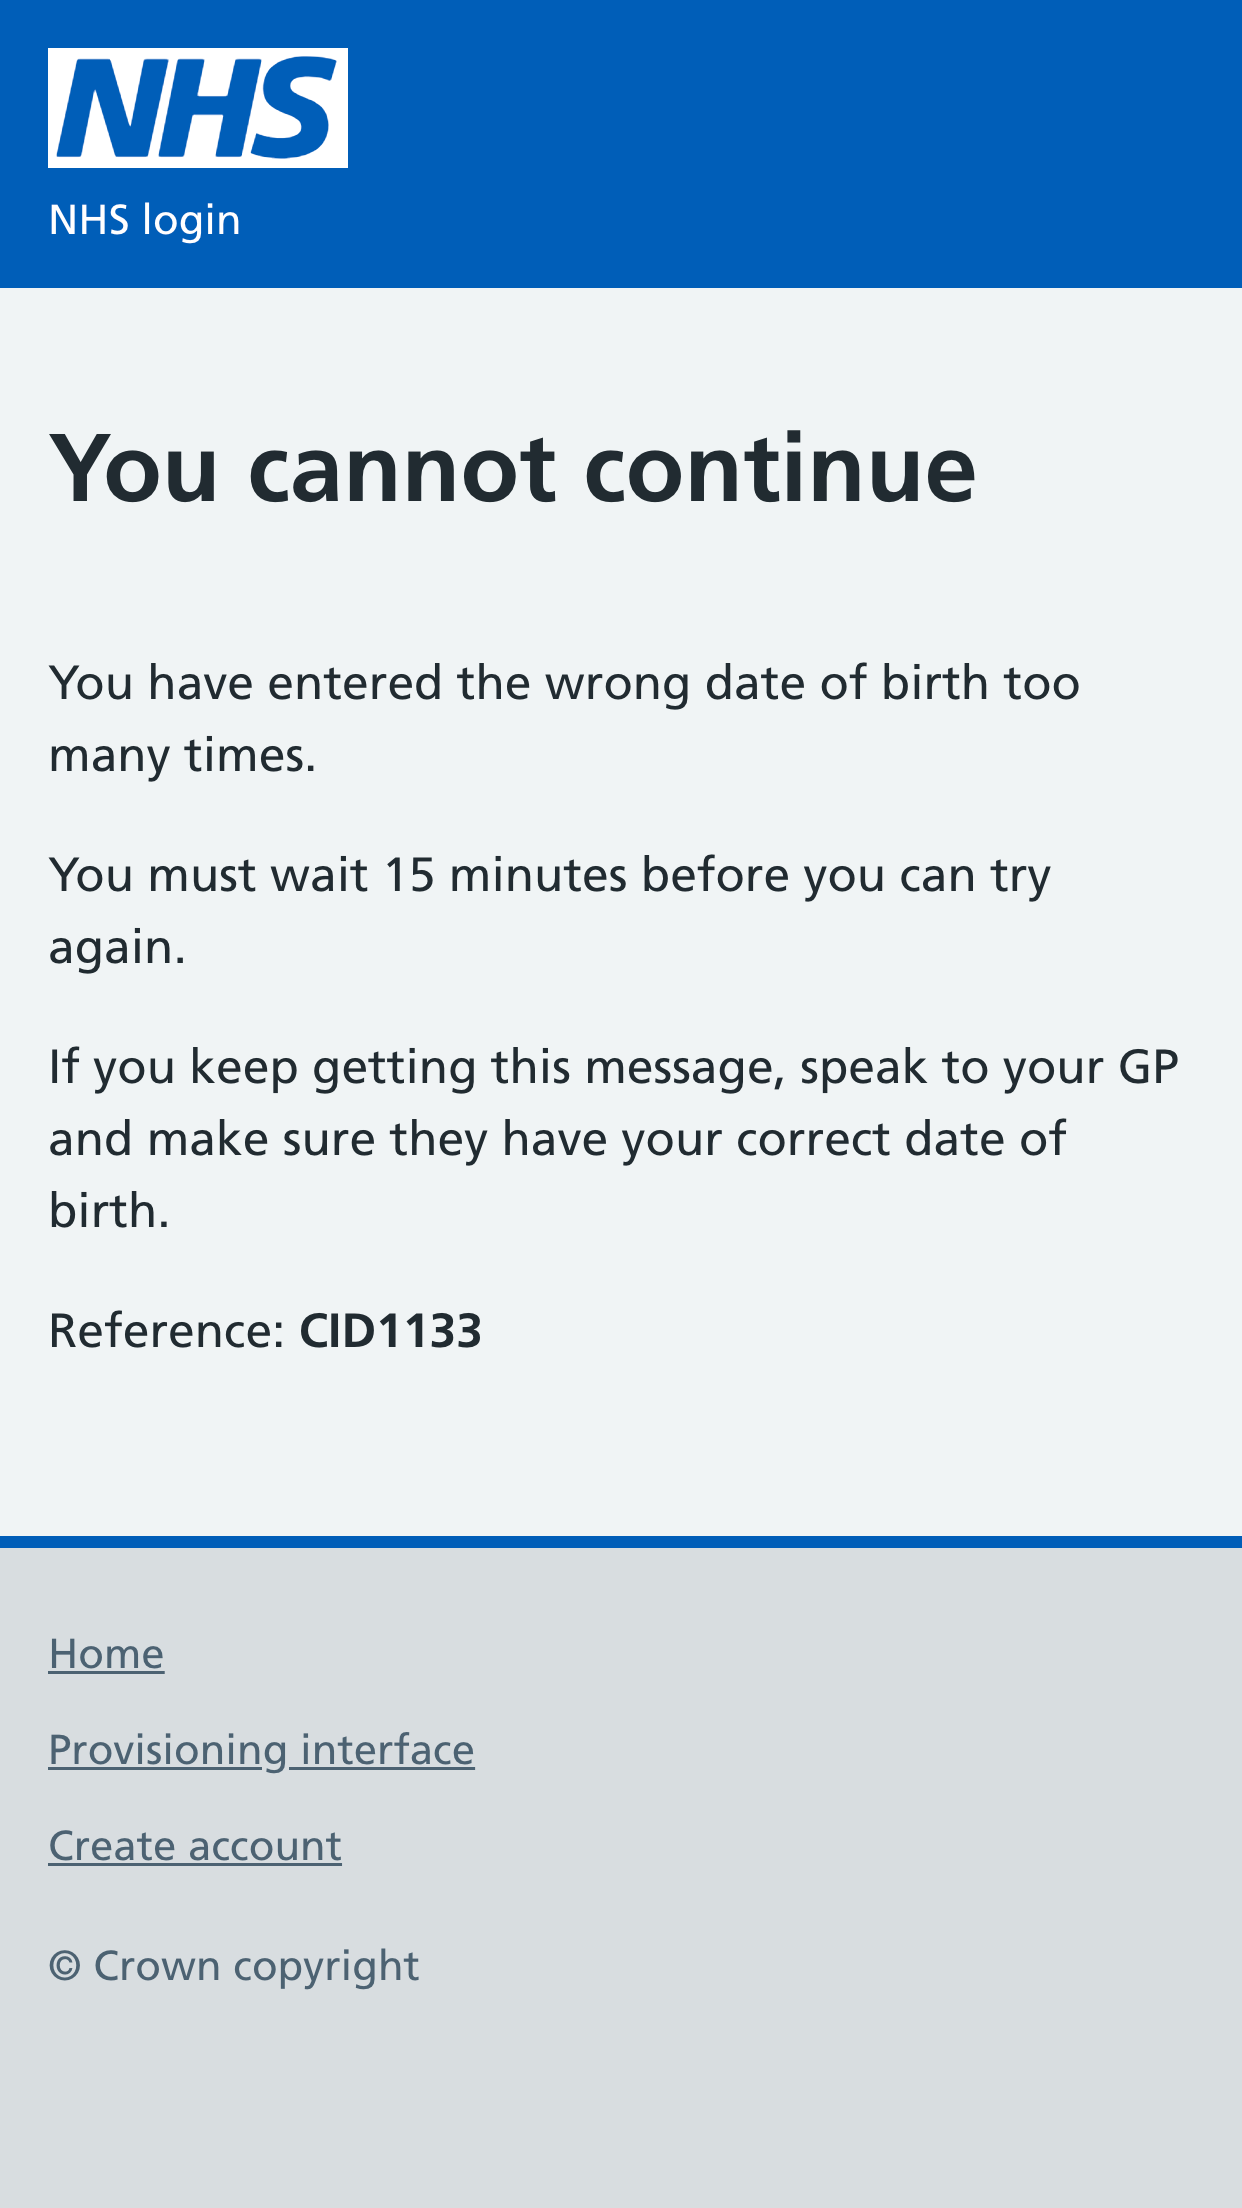 NHS
NHS login
You cannot continue
You have entered the wrong date of birth too
many times.
You must wait 15 minutes before you can try
again.
If you keep getting this message, speak to your GP
and make sure they have your correct date of
birth.
Reference: CID1133
Home
Provisioning interface
Create account
© Crown copyright